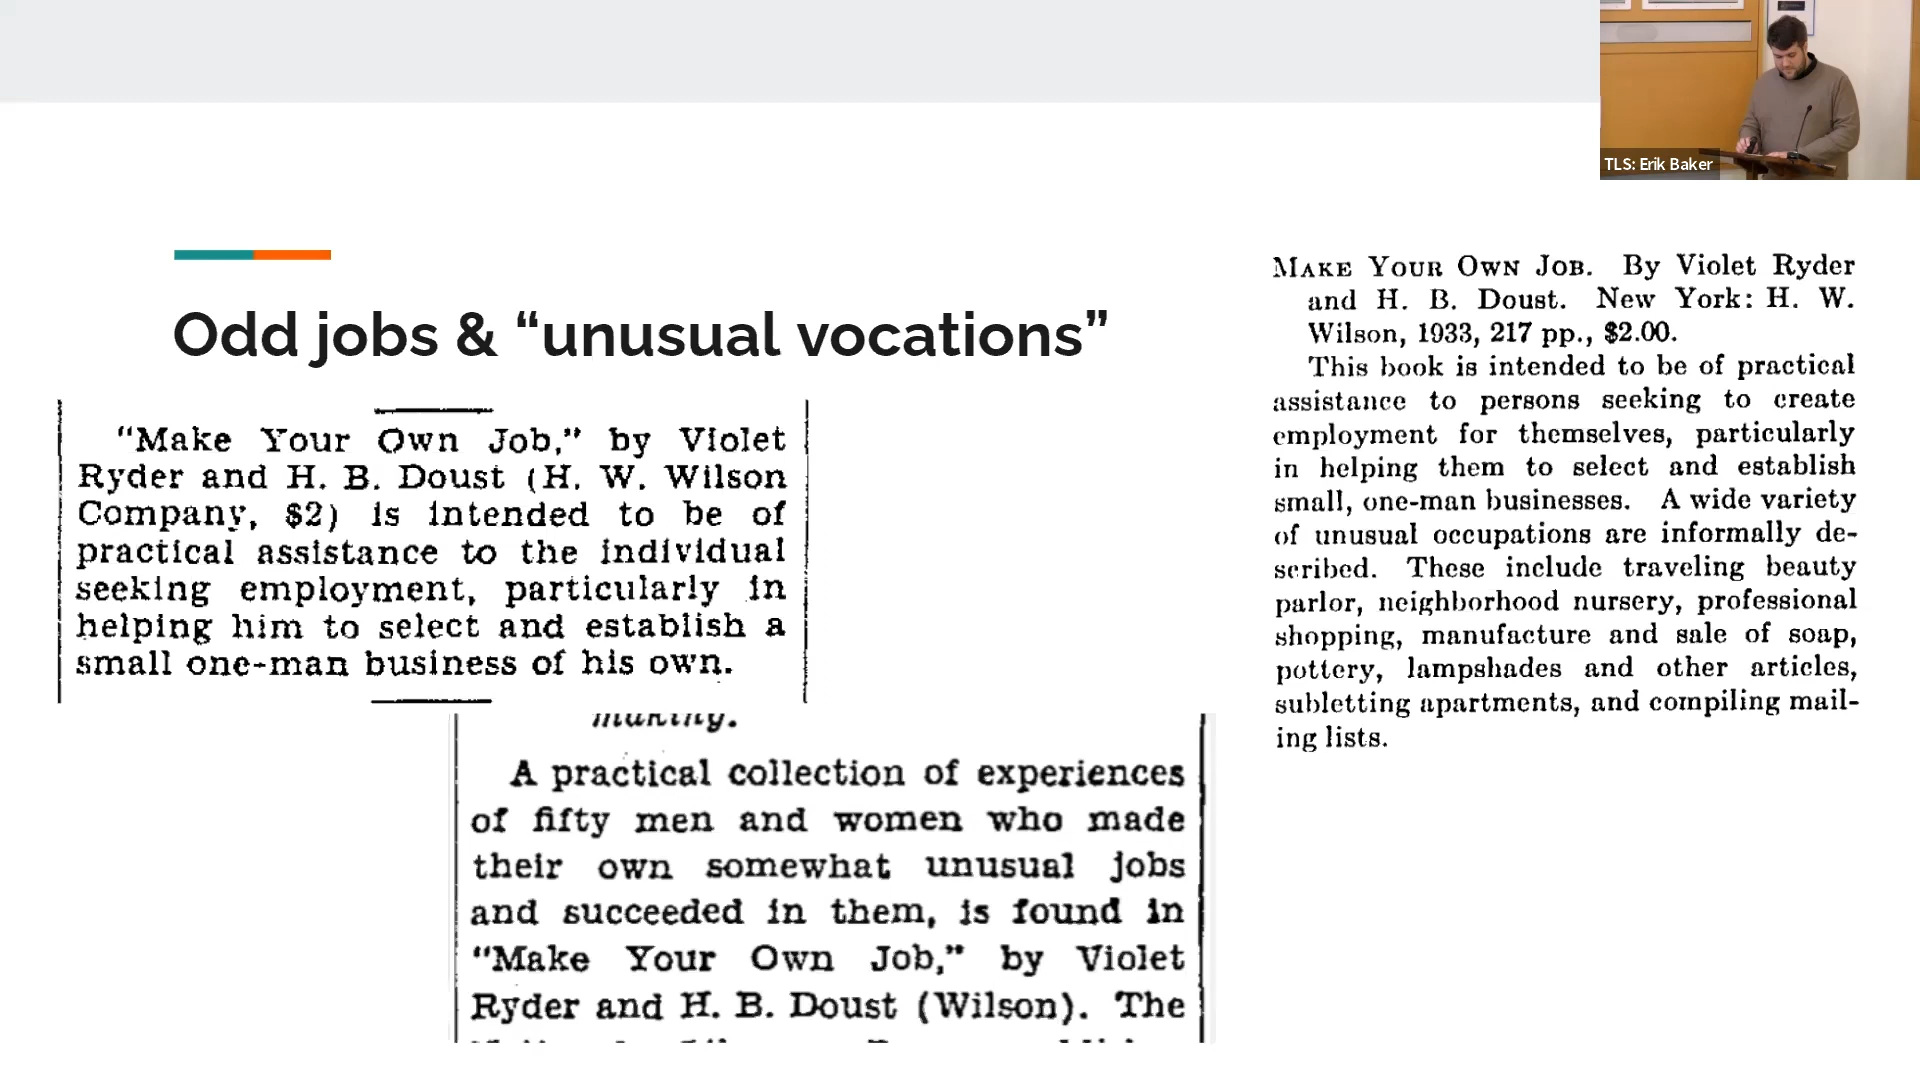 TLS: Erik Baker
Odd jobs & “unusual vocations”
“Make Your Own Job,” by Violet
Ryder and H. B. Doust (H. W. Wilson
Company, $2) is intended to be of
practical assistance to the individual
seeking employment, particularly in
helping him to select and establish a
small one-man business of his own.
making.
A practical collection of experiences
of fifty men and women who made
their own somewhat unusual jobs
and succeeded in them, is found in
“Make Your Own Job,” by Violet
Ryder and H. B. Doust (Wilson). The
MAKE YOUR OWN JOB. By Violet Ryder
and H. B. Doust. New York: H. W.
Wilson, 1933, 217 pp., $2.00.
This book is intended to be of practical
assistance to persons seeking to create
employment for themselves, particularly
in helping them to select and establish
small, one-man businesses. A wide variety
of unusual occupations are informally de-
scribed. These include traveling beauty
parlor, neighborhood nursery, professional
shopping, manufacture and sale of soap,
pottery, lampshades and other articles,
subletting apartments, and compiling mail-
ing lists.